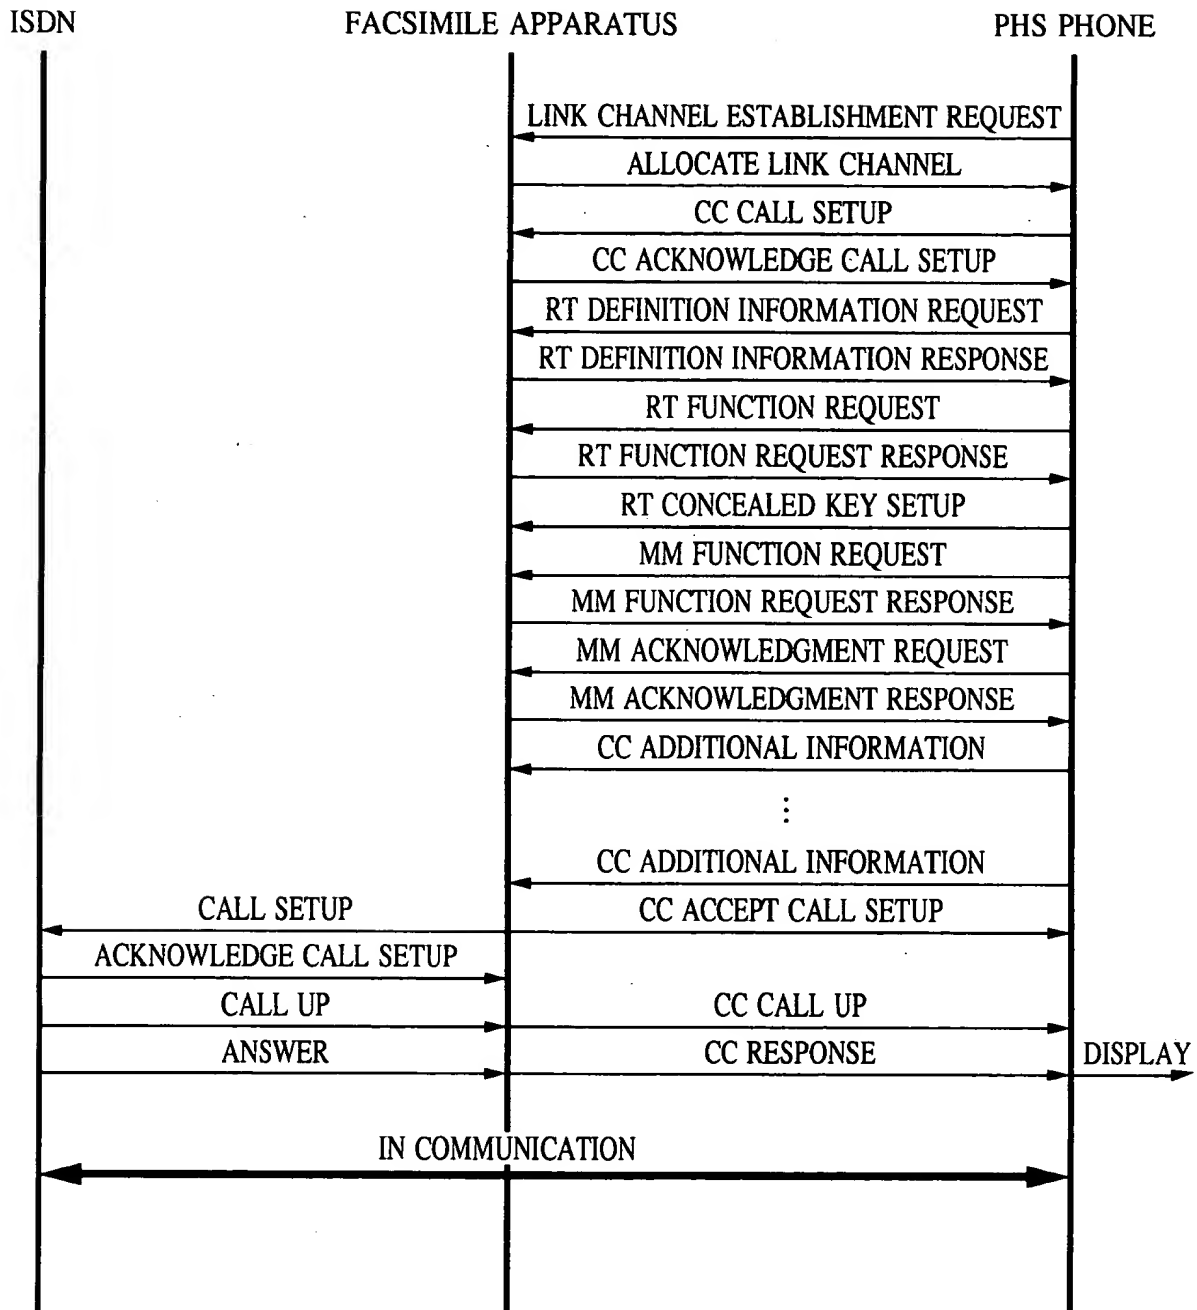 ISDN FACSIMILE APPARATUS PHS PHONE
LINK CHANNEL ESTABLISHMENT REQUEST
ALLOCATE LINK CHANNEL
CC CALL SETUP
CC ACKNOWLEDGE CALL SETUP
RT DEFINITION INFORMATION REQUEST
RT DEFINITION INFORMATION RESPONSE
RT FUNCTION REQUEST
RT FUNCTION REQUEST RESPONSE
RT CONCEALED KEY SETUP
MM FUNCTION REQUEST
MM FUNCTION REQUEST RESPONSE
MM ACKNOWLEDGMENT REQUEST
MM ACKNOWLEDGMENT RESPONSE
CC ADDITIONAL INFORMATION
⋮
CC ADDITIONAL INFORMATION
CALL SETUP CC ACCEPT CALL SETUP
ACKNOWLEDGE CALL SETUP
CALL UP CC CALL UP
ANSWER CC RESPONSE DISPLAY
IN COMMUNICATION